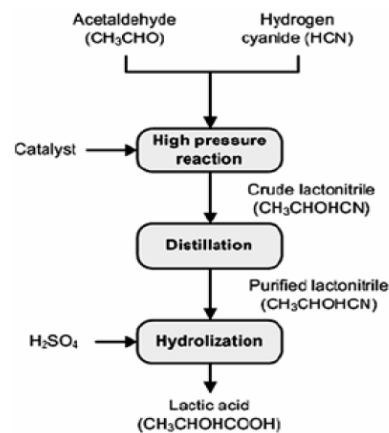 Acetaldehyde
(CH₃CHO)
Hydrogen
cyanide (HCN)
Catalyst
High pressure
reaction
Crude lactonitrile
(CH₃CHOHCN)
Distillation
Purified lactonitrile
(CH₃CHOHCN)
H₂SO₄
Hydrolization
Lactic acid
(CH₃CHOHCOOH)